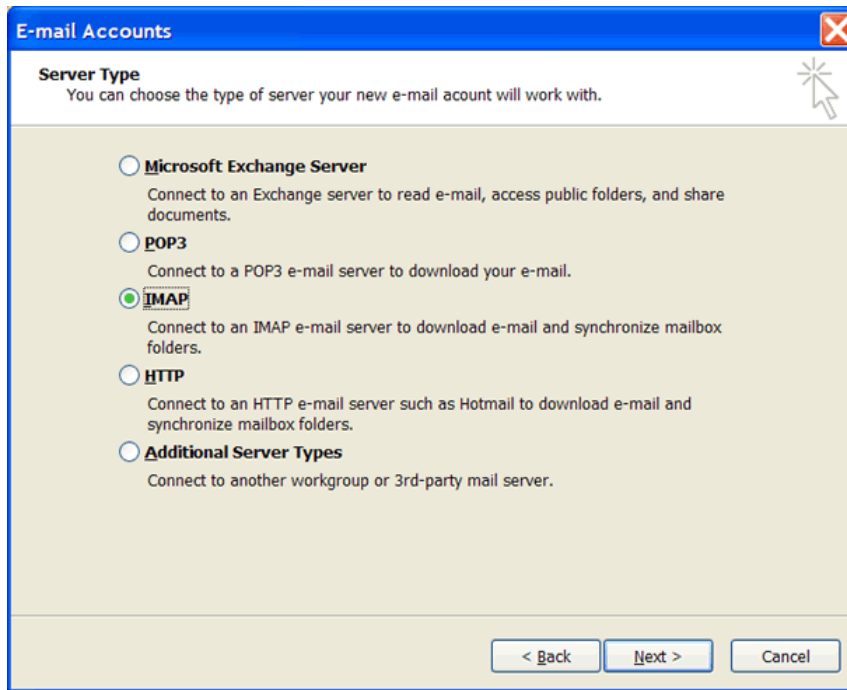 E-mail Accounts
Server Type
You can choose the type of server your new e-mail acount will work with.
Microsoft Exchange Server
Connect to an Exchange server to read e-mail, access public folders, and share
documents.
POP3
Connect to a POP3 e-mail server to download your e-mail.
IMAP
Connect to an IMAP e-mail server to download e-mail and synchronize mailbox
folders.
HTTP
Connect to an HTTP e-mail server such as Hotmail to download e-mail and
synchronize mailbox folders.
Additional Server Types
Connect to another workgroup or 3rd-party mail server.
< Back Next > Cancel